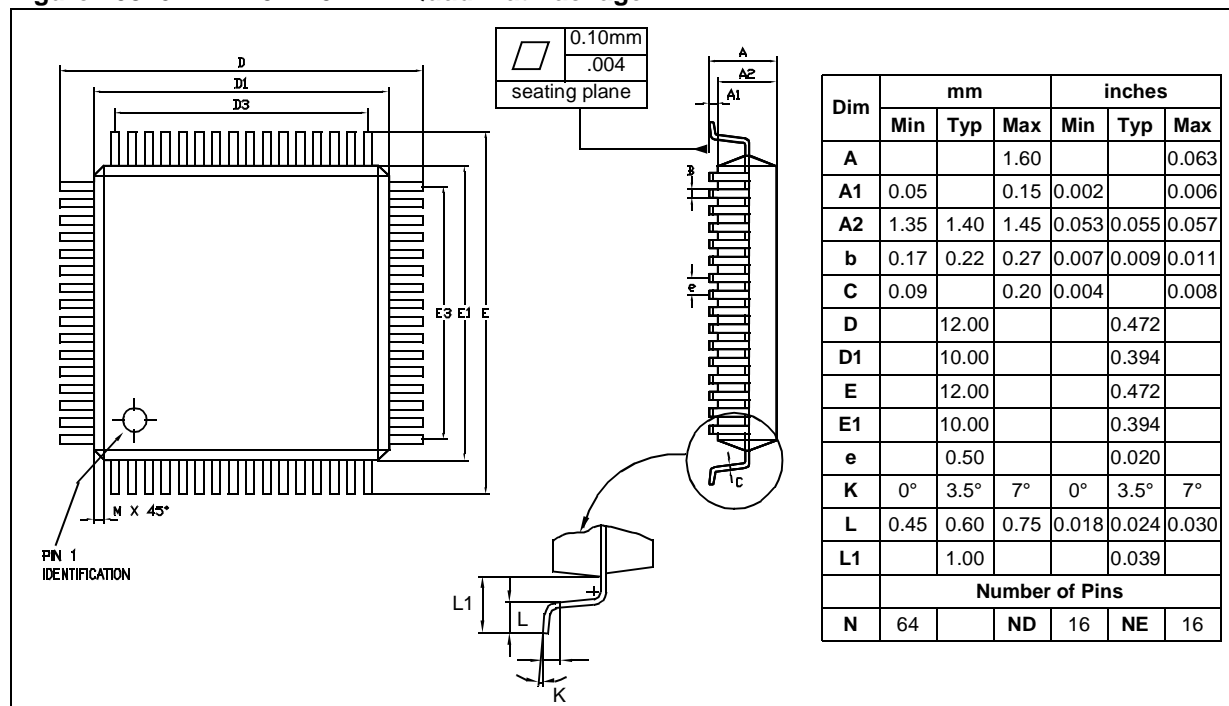 0.10mm
.004
seating plane
D
D1
D3
A
A2
A1
B
e
E3 E1 E
N X 45°
PIN 1
IDENTIFICATION
C
L1
L
K
Dim mm inches
Min Typ Max Min Typ Max
A 1.60 0.063
A1 0.05 0.15 0.002 0.006
A2 1.35 1.40 1.45 0.053 0.055 0.057
b 0.17 0.22 0.27 0.007 0.009 0.011
C 0.09 0.20 0.004 0.008
D 12.00 0.472
D1 10.00 0.394
E 12.00 0.472
E1 10.00 0.394
e 0.50 0.020
K 0° 3.5° 7° 0° 3.5° 7°
L 0.45 0.60 0.75 0.018 0.024 0.030
L1 1.00 0.039
Number of Pins
N 64 ND 16 NE 16